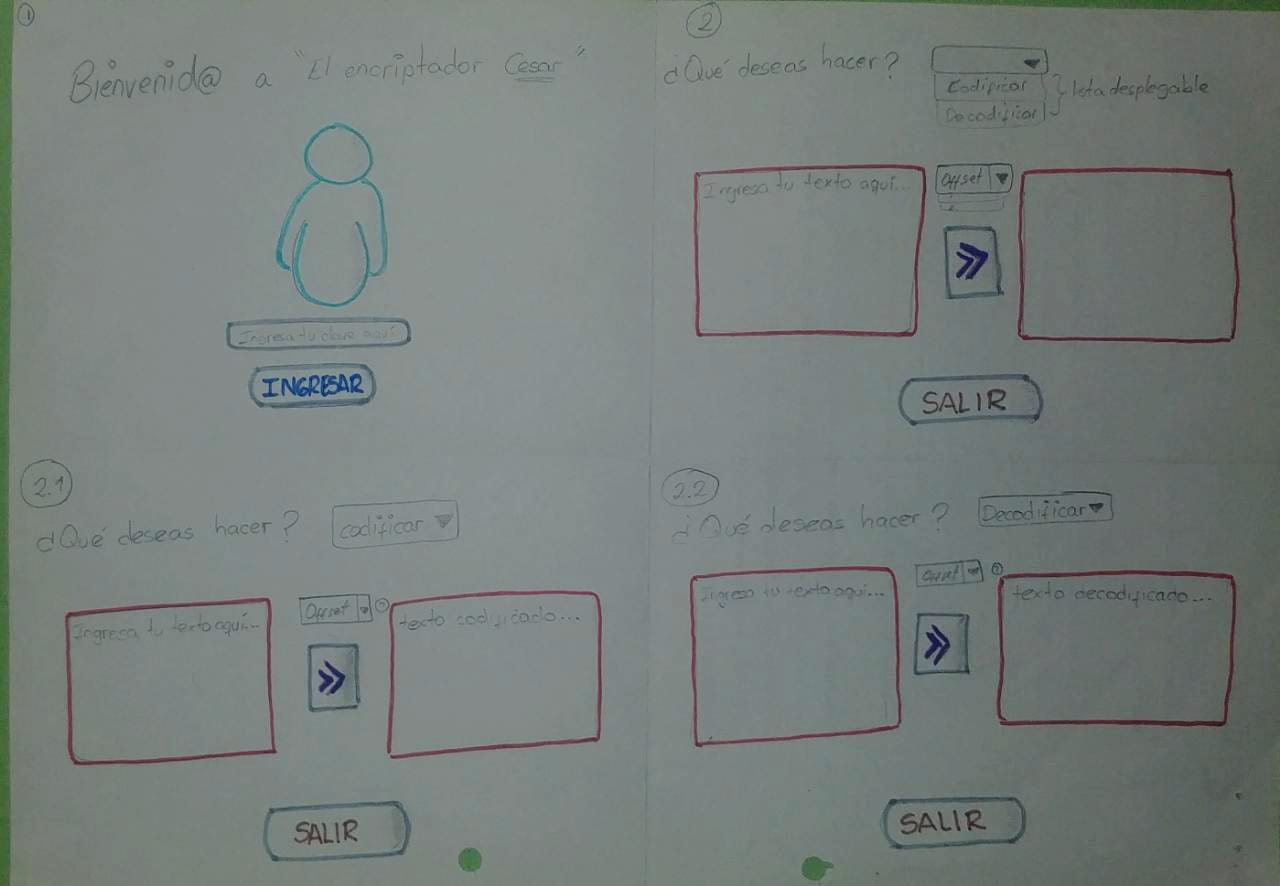 1
Bienvenid@ a "El encriptador Cesar"
Ingresa tu clave aquí
INGRESAR
2
¿Qué deseas hacer?
Codificar
Decodificar
lista desplegable
Ingresa tu texto aquí...
Offset
»
SALIR
2.1
¿Qué deseas hacer? codificar
Ingresa tu texto aquí...
Offset
texto codificado...
»
SALIR
2.2
¿Qué deseas hacer? Decodificar
Ingresa tu texto aquí...
Offset
texto decodificado...
»
SALIR